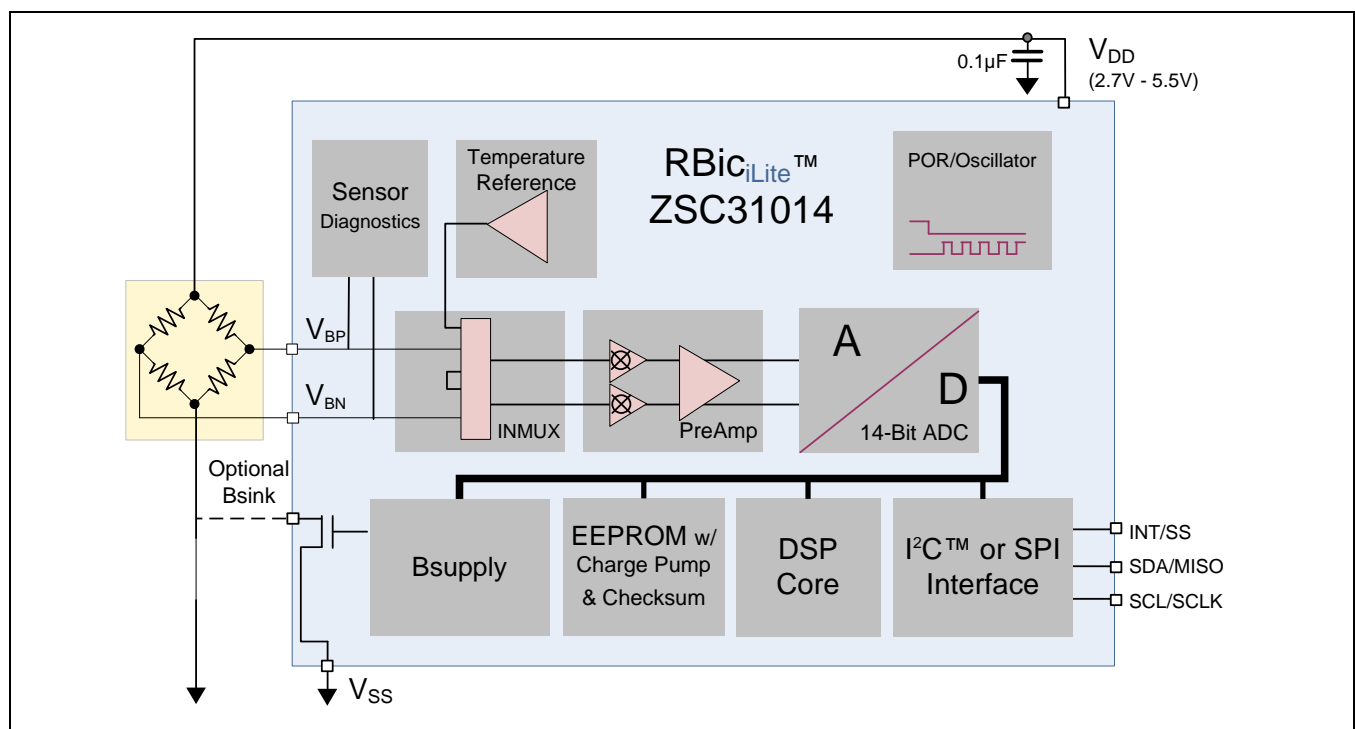 0.1µF
VDD
(2.7V - 5.5V)
Sensor
Diagnostics
Temperature
Reference
RBiciLite™
ZSC31014
POR/Oscillator
VBP
VBN
INMUX
PreAmp
A
D
14-Bit ADC
Optional
Bsink
Bsupply
EEPROM w/
Charge Pump
& Checksum
DSP
Core
I²C™ or SPI
Interface
INT/SS
SDA/MISO
SCL/SCLK
VSS